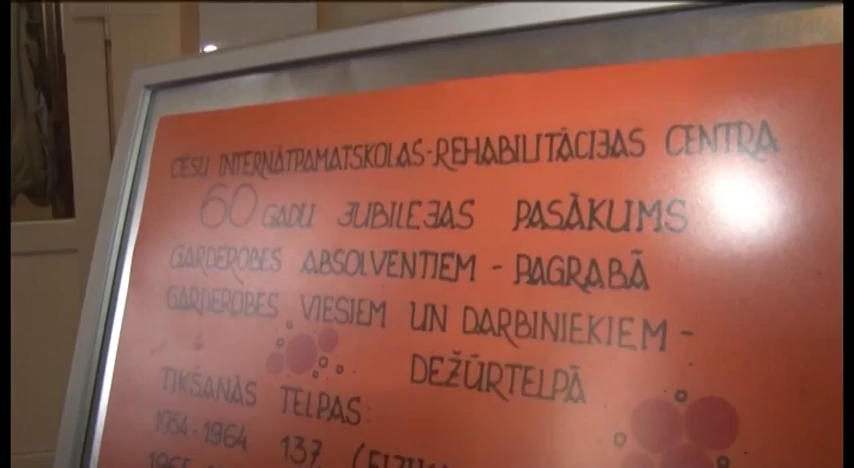 CĒSU INTERNĀTPAMATSKOLAS-REHABILITĀCIJAS CENTRA
60 GADU JUBILEJAS PASĀKUMS
GARDEROBES ABSOLVENTIEM - PAGRABĀ
GARDEROBES VIESIEM UN DARBINIEKIEM -
DEŽŪRTELPĀ
TIKŠANĀS TELPAS:
1954-1964 137
1965